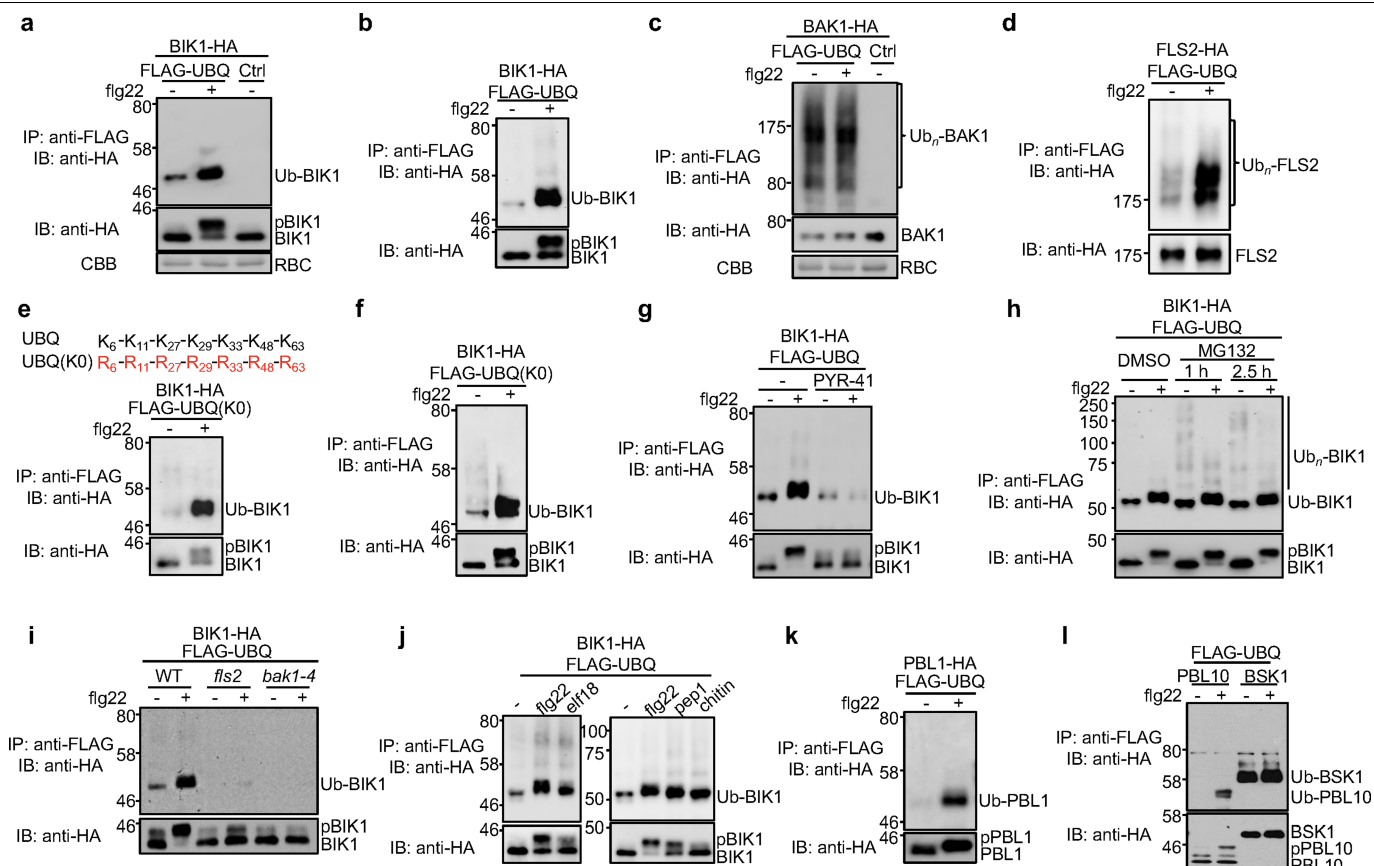 a
BIK1-HA
FLAG-UBQ Ctrl
flg22 - + -
80
IP: anti-FLAG
IB: anti-HA
58
Ub-BIK1
46
46
IB: anti-HA
pBIK1
BIK1
CBB
RBC
b
BIK1-HA
FLAG-UBQ
flg22 - +
80
IP: anti-FLAG
IB: anti-HA
58
Ub-BIK1
46
46
IB: anti-HA
pBIK1
BIK1
c
BAK1-HA
FLAG-UBQ Ctrl
flg22 - + -
175
Ubn-BAK1
IP: anti-FLAG
IB: anti-HA
80
80
IB: anti-HA
BAK1
CBB
RBC
d
FLS2-HA
FLAG-UBQ
flg22 - +
IP: anti-FLAG
IB: anti-HA
Ubn-FLS2
175
IB: anti-HA
175
FLS2
e
UBQ K6-K11-K27-K29-K33-K48-K63
UBQ(K0) R6-R11-R27-R29-R33-R48-R63
BIK1-HA
FLAG-UBQ(K0)
flg22 - +
80
IP: anti-FLAG
IB: anti-HA
58
Ub-BIK1
46
46
IB: anti-HA
pBIK1
BIK1
f
BIK1-HA
FLAG-UBQ(K0)
flg22 - +
80
IP: anti-FLAG
IB: anti-HA
58
Ub-BIK1
46
46
IB: anti-HA
pBIK1
BIK1
g
BIK1-HA
FLAG-UBQ
- PYR-41
flg22 - + - +
80
IP: anti-FLAG
IB: anti-HA
58
Ub-BIK1
46
46
IB: anti-HA
pBIK1
BIK1
h
BIK1-HA
FLAG-UBQ
DMSO MG132
1 h 2.5 h
flg22 - + - + - +
250
150
100
75
Ubn-BIK1
IP: anti-FLAG
IB: anti-HA
50
Ub-BIK1
50
IB: anti-HA
pBIK1
BIK1
i
BIK1-HA
FLAG-UBQ
WT fls2 bak1-4
flg22 - + - + - +
80
IP: anti-FLAG
IB: anti-HA
58
Ub-BIK1
46
46
IB: anti-HA
pBIK1
BIK1
j
BIK1-HA
FLAG-UBQ
- flg22 elf18 - flg22 pep1 chitin
80
100
IP: anti-FLAG
IB: anti-HA
75
58
50
Ub-BIK1
46
46
50
IB: anti-HA
pBIK1
BIK1
k
PBL1-HA
FLAG-UBQ
flg22 - +
80
IP: anti-FLAG
IB: anti-HA
58
Ub-PBL1
46
46
IB: anti-HA
pPBL1
PBL1
l
FLAG-UBQ
PBL10 BSK1
flg22 - + - +
IP: anti-FLAG
IB: anti-HA
80
58
Ub-BSK1
Ub-PBL10
46
58
IB: anti-HA
BSK1
46
pPBL10
PBL10